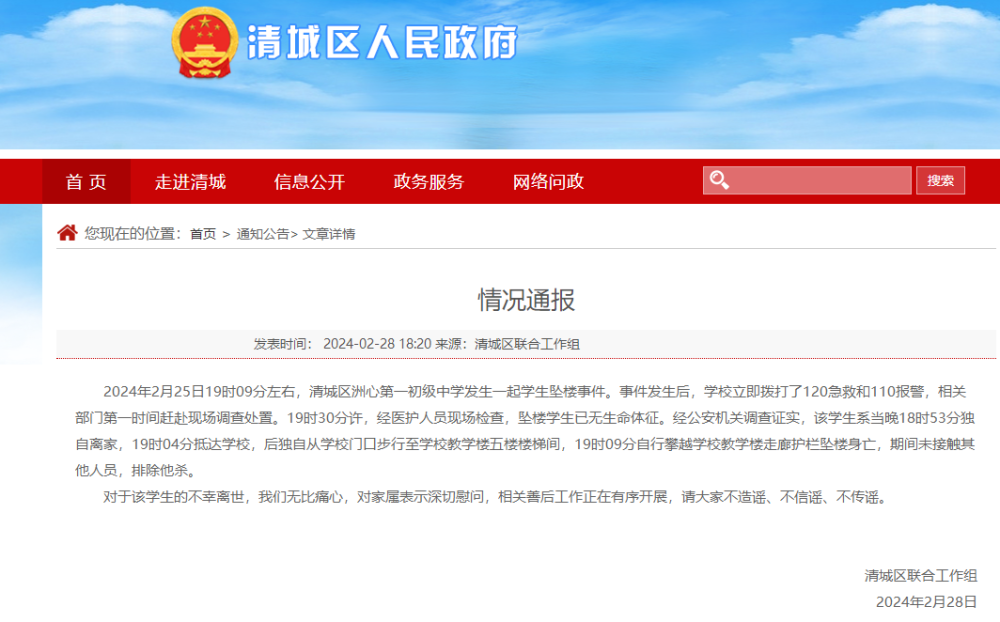 清城区人民政府
首 页 走进清城 信息公开 政务服务 网络问政 搜索
您现在的位置： 首页 > 通知公告> 文章详情
情况通报
发表时间： 2024-02-28 18:20 来源：清城区联合工作组
2024年2月25日19时09分左右，清城区洲心第一初级中学发生一起学生坠楼事件。事件发生后，学校立即拨打了120急救和110报警，相关
部门第一时间赶赴现场调查处置。19时30分许，经医护人员现场检查，坠楼学生已无生命体征。经公安机关调查证实，该学生系当晚18时53分独
自离家，19时04分抵达学校，后独自从学校门口步行至学校教学楼五楼楼梯间，19时09分自行攀越学校教学楼走廊护栏坠楼身亡，期间未接触其
他人员，排除他杀。
对于该学生的不幸离世，我们无比痛心，对家属表示深切慰问，相关善后工作正在有序开展，请大家不造谣、不信谣、不传谣。
清城区联合工作组
2024年2月28日